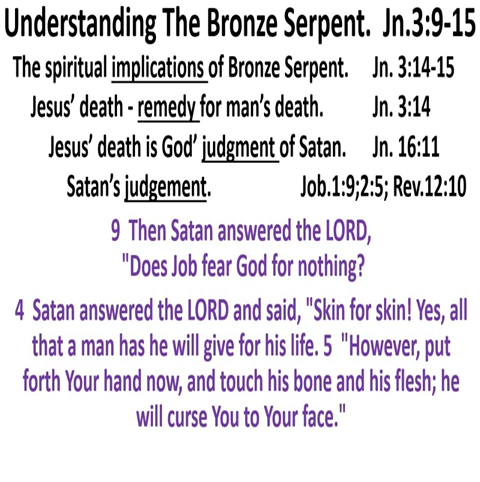 Understanding The Bronze Serpent. Jn.3:9-15
The spiritual implications of Bronze Serpent. Jn. 3:14-15
Jesus’ death - remedy for man’s death. Jn. 3:14
Jesus’ death is God’ judgment of Satan. Jn. 16:11
Satan’s judgement. Job.1:9;2:5; Rev.12:10
9 Then Satan answered the LORD,
"Does Job fear God for nothing?
4 Satan answered the LORD and said, "Skin for skin! Yes, all
that a man has he will give for his life. 5 "However, put
forth Your hand now, and touch his bone and his flesh; he
will curse You to Your face."